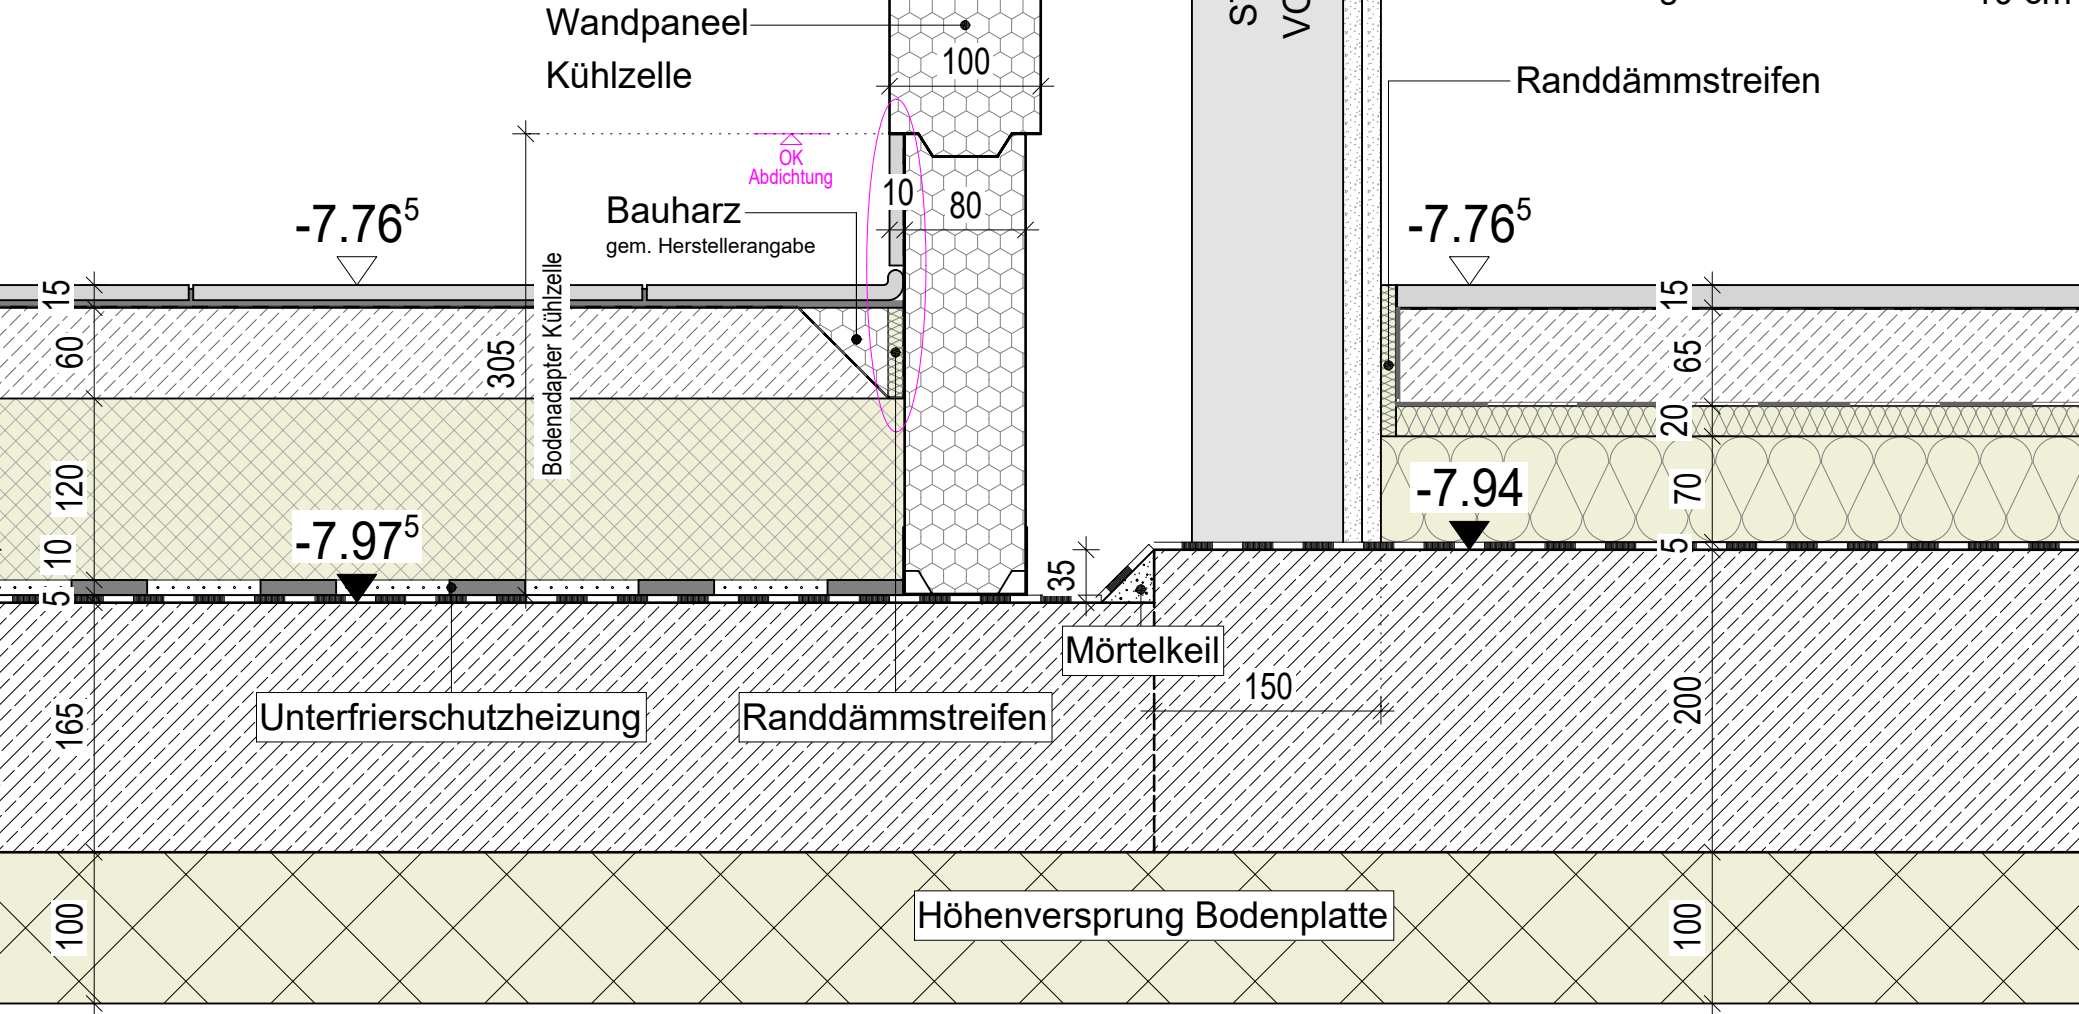 Wandpaneel
Kühlzelle
100
10 cm
Randdämmstreifen
OK
Abdichtung
10
80
Bauharz
gem. Herstellerangabe
-7.76⁵
-7.76⁵
Bodenadapter Kühlzelle
305
15
60
120
10
5
165
100
-7.97⁵
-7.94
15
65
20
70
5
200
100
35
Mörtelkeil
150
Unterfrierschutzheizung
Randdämmstreifen
Höhenversprung Bodenplatte